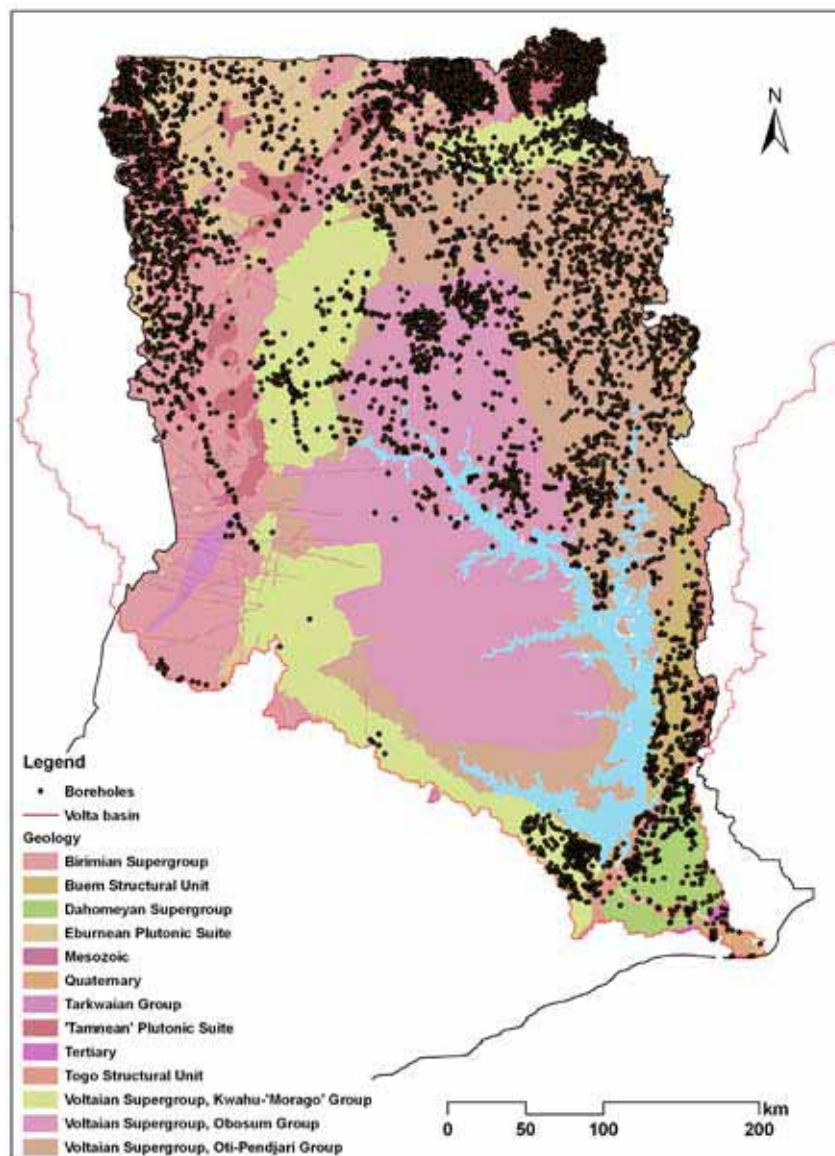 N
Legend
Boreholes
Volta basin
Geology
Birimian Supergroup
Buem Structural Unit
Dahomeyan Supergroup
Eburnean Plutonic Suite
Mesozoic
Quaternary
Tarkwaian Group
'Tamnean' Plutonic Suite
Tertiary
Togo Structural Unit
Voltaian Supergroup, Kwahu-'Morago' Group
Voltaian Supergroup, Obosum Group
Voltaian Supergroup, Oti-Pendjari Group
km
0 50 100 200